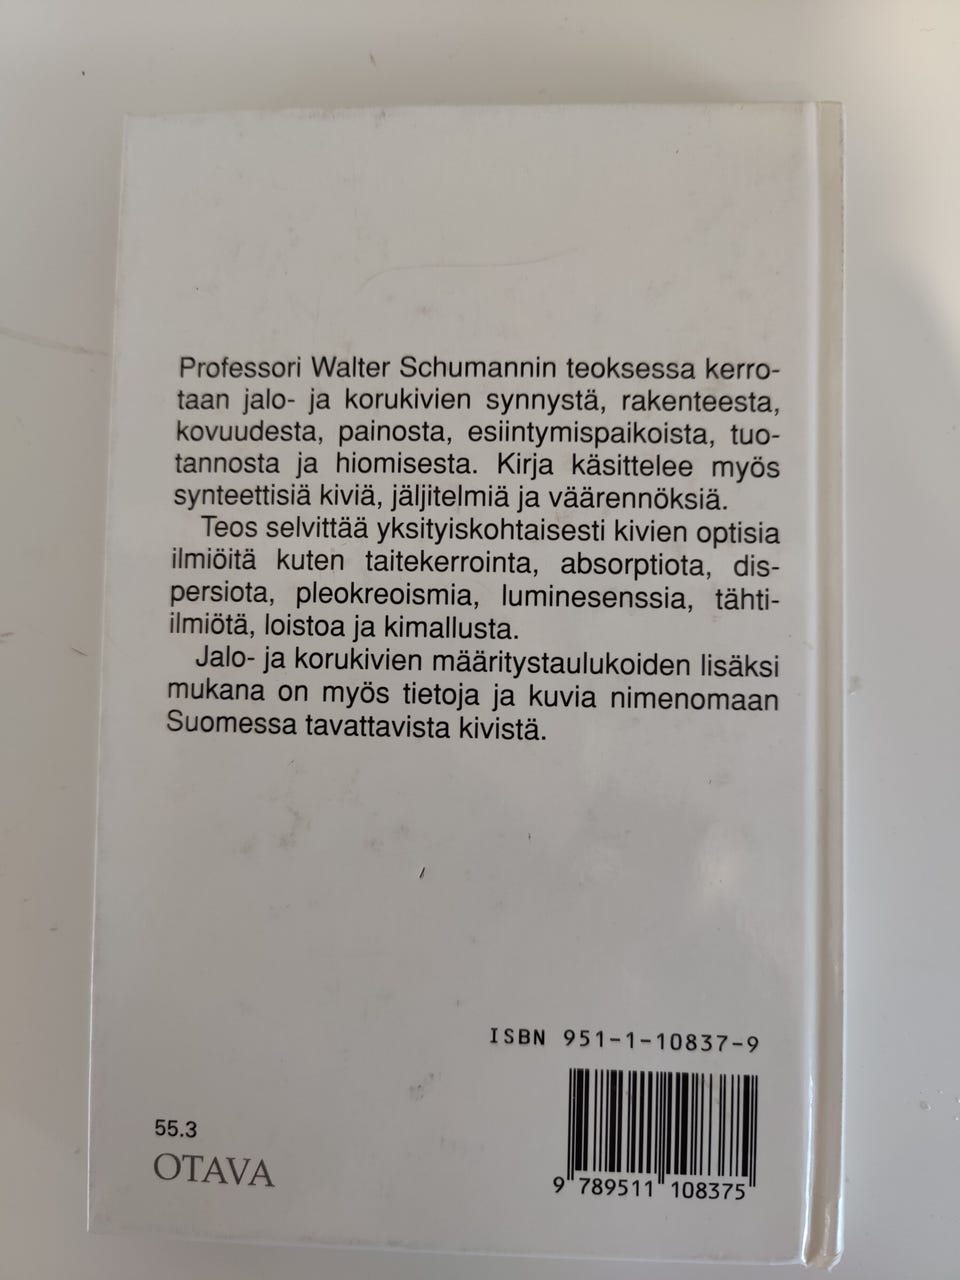 Professori Walter Schumannin teoksessa kerro-
taan jalo- ja korukivien synnystä, rakenteesta,
kovuudesta, painosta, esiintymispaikoista, tuo-
tannosta ja hiomisesta. Kirja käsittelee myös
synteettisiä kiviä, jäljitelmiä ja väärennöksiä.
Teos selvittää yksityiskohtaisesti kivien optisia
ilmiöitä kuten taitekerrointa, absorptiota, dis-
persiota, pleokreoismia, luminesenssia, tähti-
ilmiötä, loistoa ja kimallusta.
Jalo- ja korukivien määritystaulukoiden lisäksi
mukana on myös tietoja ja kuvia nimenomaan
Suomessa tavattavista kivistä.
ISBN 951-1-10837-9
9 789511 108375
55.3
OTAVA